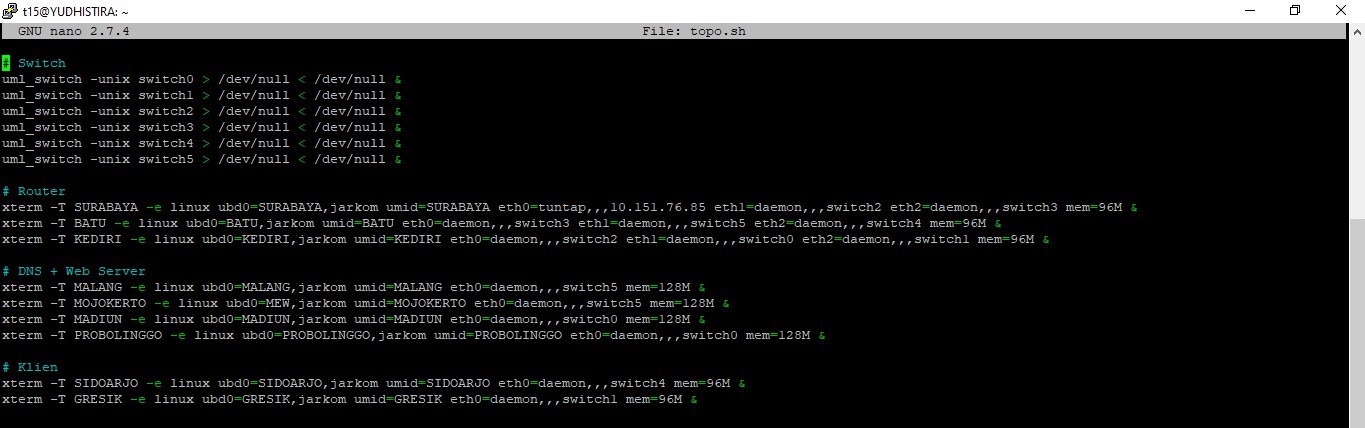 t15@YUDHISTIRA: ~
GNU nano 2.7.4 File: topo.sh
# Switch
uml_switch -unix switch0 > /dev/null < /dev/null &
uml_switch -unix switch1 > /dev/null < /dev/null &
uml_switch -unix switch2 > /dev/null < /dev/null &
uml_switch -unix switch3 > /dev/null < /dev/null &
uml_switch -unix switch4 > /dev/null < /dev/null &
uml_switch -unix switch5 > /dev/null < /dev/null &
# Router
xterm -T SURABAYA -e linux ubd0=SURABAYA,jarkom umid=SURABAYA eth0=tuntap,,,10.151.76.85 eth1=daemon,,,switch2 eth2=daemon,,,switch3 mem=96M &
xterm -T BATU -e linux ubd0=BATU,jarkom umid=BATU eth0=daemon,,,switch3 eth1=daemon,,,switch5 eth2=daemon,,,switch4 mem=96M &
xterm -T KEDIRI -e linux ubd0=KEDIRI,jarkom umid=KEDIRI eth0=daemon,,,switch2 eth1=daemon,,,switch0 eth2=daemon,,,switch1 mem=96M &
# DNS + Web Server
xterm -T MALANG -e linux ubd0=MALANG,jarkom umid=MALANG eth0=daemon,,,switch5 mem=128M &
xterm -T MOJOKERTO -e linux ubd0=MEW,jarkom umid=MOJOKERTO eth0=daemon,,,switch5 mem=128M &
xterm -T MADIUN -e linux ubd0=MADIUN,jarkom umid=MADIUN eth0=daemon,,,switch0 mem=128M &
xterm -T PROBOLINGGO -e linux ubd0=PROBOLINGGO,jarkom umid=PROBOLINGGO eth0=daemon,,,switch0 mem=128M &
# Klien
xterm -T SIDOARJO -e linux ubd0=SIDOARJO,jarkom umid=SIDOARJO eth0=daemon,,,switch4 mem=96M &
xterm -T GRESIK -e linux ubd0=GRESIK,jarkom umid=GRESIK eth0=daemon,,,switch1 mem=96M &